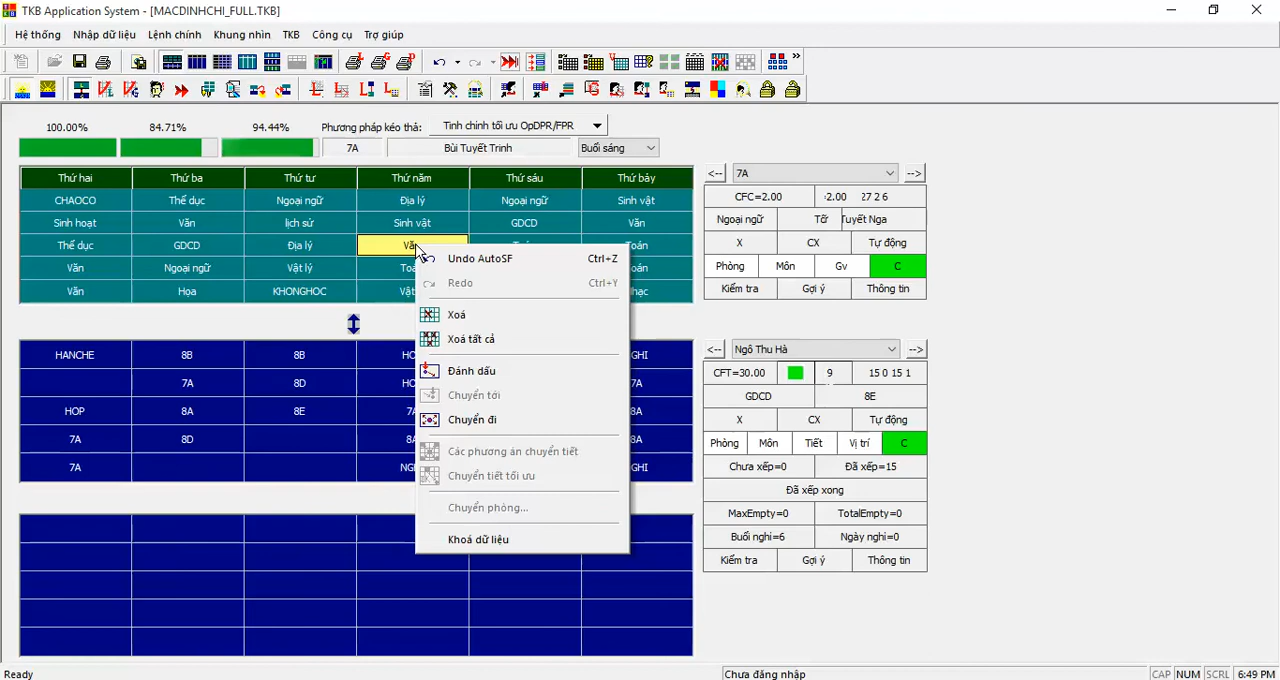 TKB Application System - [MACDINHCHI_FULL.TKB]
Hệ thống Nhập dữ liệu Lệnh chính Khung nhìn TKB Công cụ Trợ giúp
100.00% 84.71% 94.44% Phương pháp kéo thả: Tinh chỉnh tối ưu OpDPR/FPR
7A Bùi Tuyết Trinh Buổi sáng
Thứ hai Thứ ba Thứ tư Thứ năm Thứ sáu Thứ bảy
CHAOCO Thể dục Ngoại ngữ Địa lý Ngoại ngữ Sinh vật
Sinh hoạt Văn lịch sử Sinh vật GDCD Văn
Thể dục GDCD Địa lý
Văn Ngoại ngữ Vật lý
Văn Họa KHONGHOC
Undo AutoSF Ctrl+Z
Redo Ctrl+Y
Xoá
Xoá tất cả
Đánh dấu
Chuyển tới
Chuyển đi
Các phương án chuyển tiết
Chuyển tiết tối ưu
Chuyển phòng...
Khoá dữ liệu
HANCHE 8B 8B
7A 8D 7A
HOP 8A 8E 8A
7A 8D
7A
<-- 7A -->
CFC=2.00 27 2 6
Ngoại ngữ Tờ Tuyết Nga
X CX Tự động
Phòng Môn Gv C
Kiểm tra Gợi ý Thông tin
<-- Ngô Thu Hà -->
CFT=30.00 9 15 0 15 1
GDCD 8E
X CX Tự động
Phòng Môn Tiết Vị trí C
Chưa xếp=0 Đã xếp=15
Đã xếp xong
MaxEmpty=0 TotalEmpty=0
Buổi nghỉ=6 Ngày nghỉ=0
Kiểm tra Gợi ý Thông tin
Ready Chưa đăng nhập CAP NUM SCRL 6:49 PM